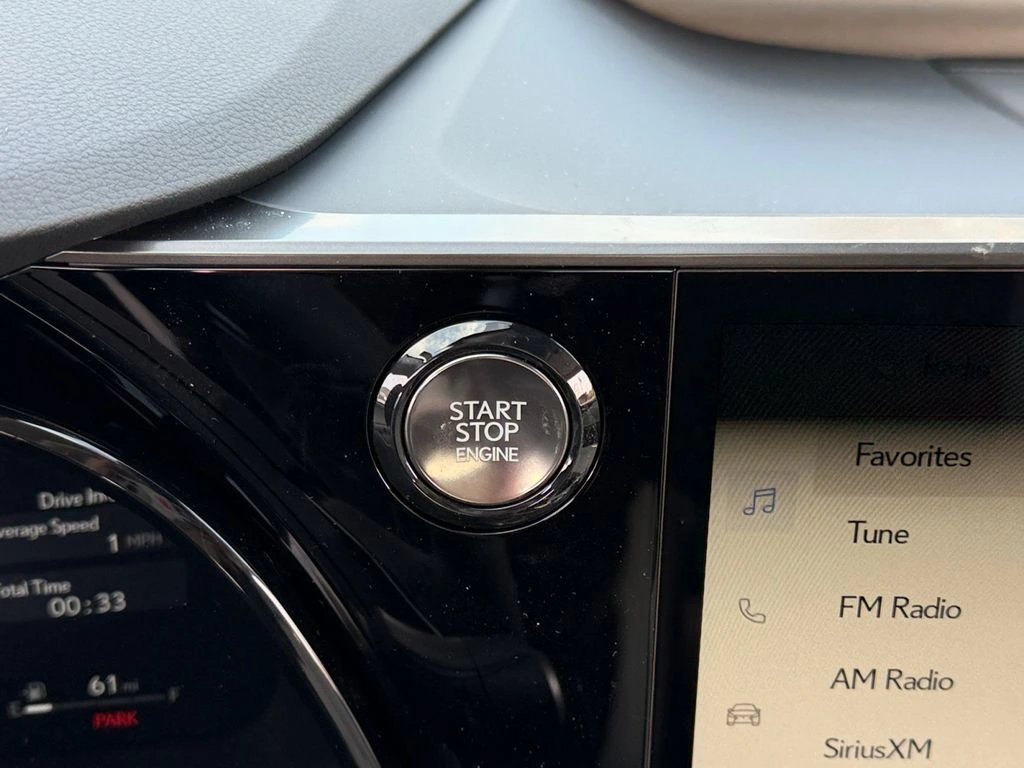 START
STOP
ENGINE
Drive
verage Speed
1 MPH
otal Time
00:33
61 mi
F
PARK
Favorites
Tune
FM Radio
AM Radio
SiriusXM